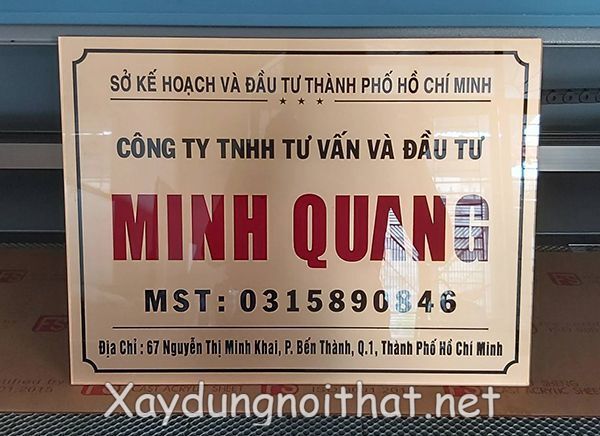 SỞ KẾ HOẠCH VÀ ĐẦU TƯ THÀNH PHỐ HỒ CHÍ MINH
CÔNG TY TNHH TƯ VẤN VÀ ĐẦU TƯ
MINH QUANG
MST: 0315890846
Địa Chỉ : 67 Nguyễn Thị Minh Khai, P. Bến Thành, Q.1, Thành Phố Hồ Chí Minh
Xaydungnoithat.net